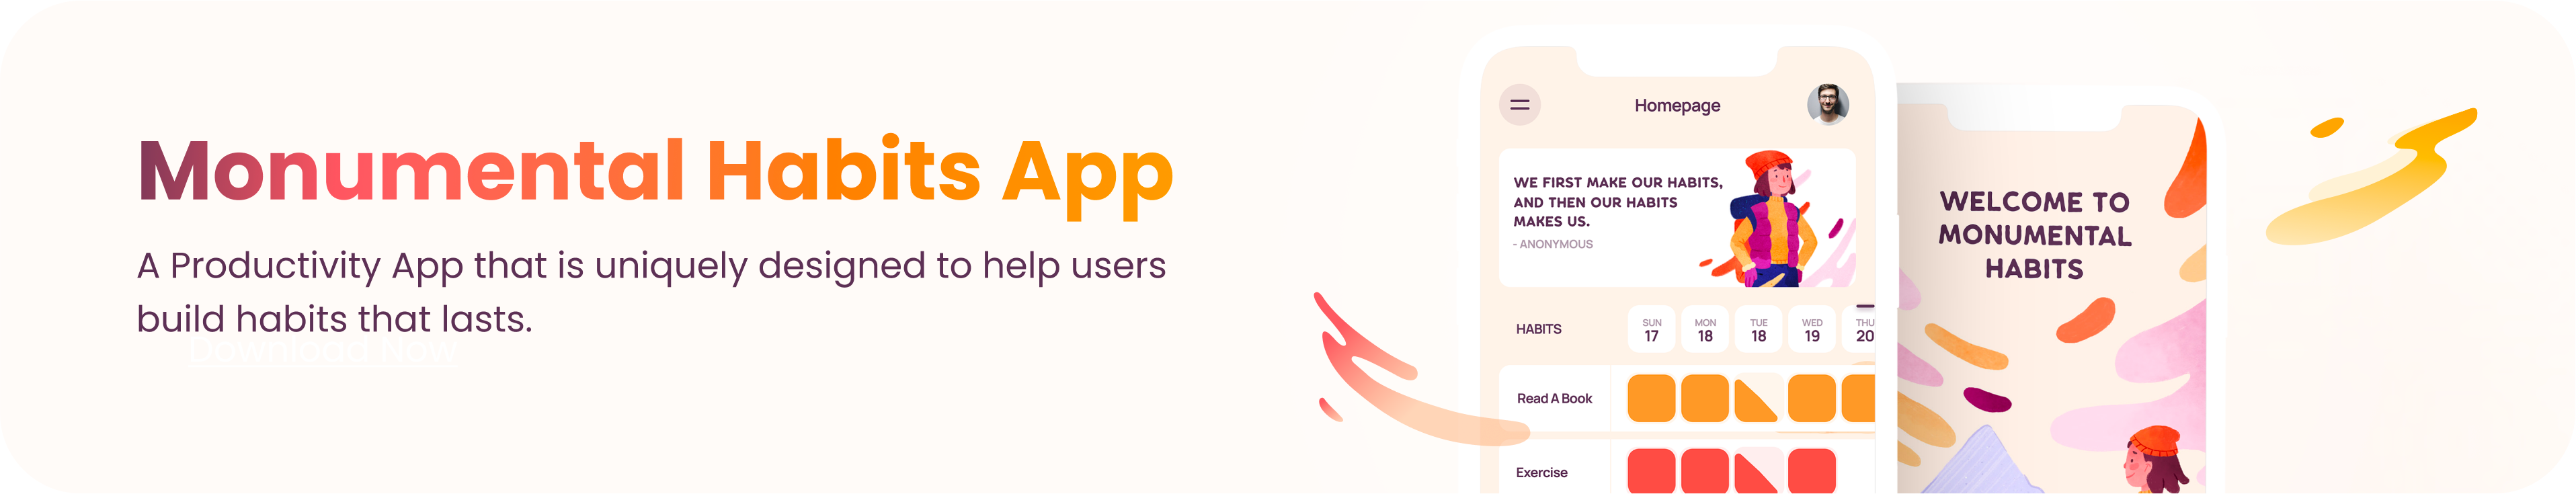 Monumental Habits App
A Productivity App that is uniquely designed to help users
build habits that lasts.
Download Now
Homepage
WE FIRST MAKE OUR HABITS,
AND THEN OUR HABITS
MAKES US.
- ANONYMOUS
HABITS
SUN MON TUE WED THU
17 18 18 19 20
Read A Book
Exercise
WELCOME TO
MONUMENTAL
HABITS